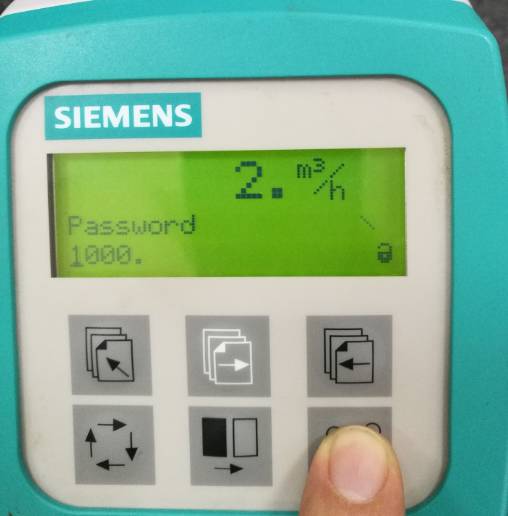 SIEMENS
2. m³/h
Password
1000.